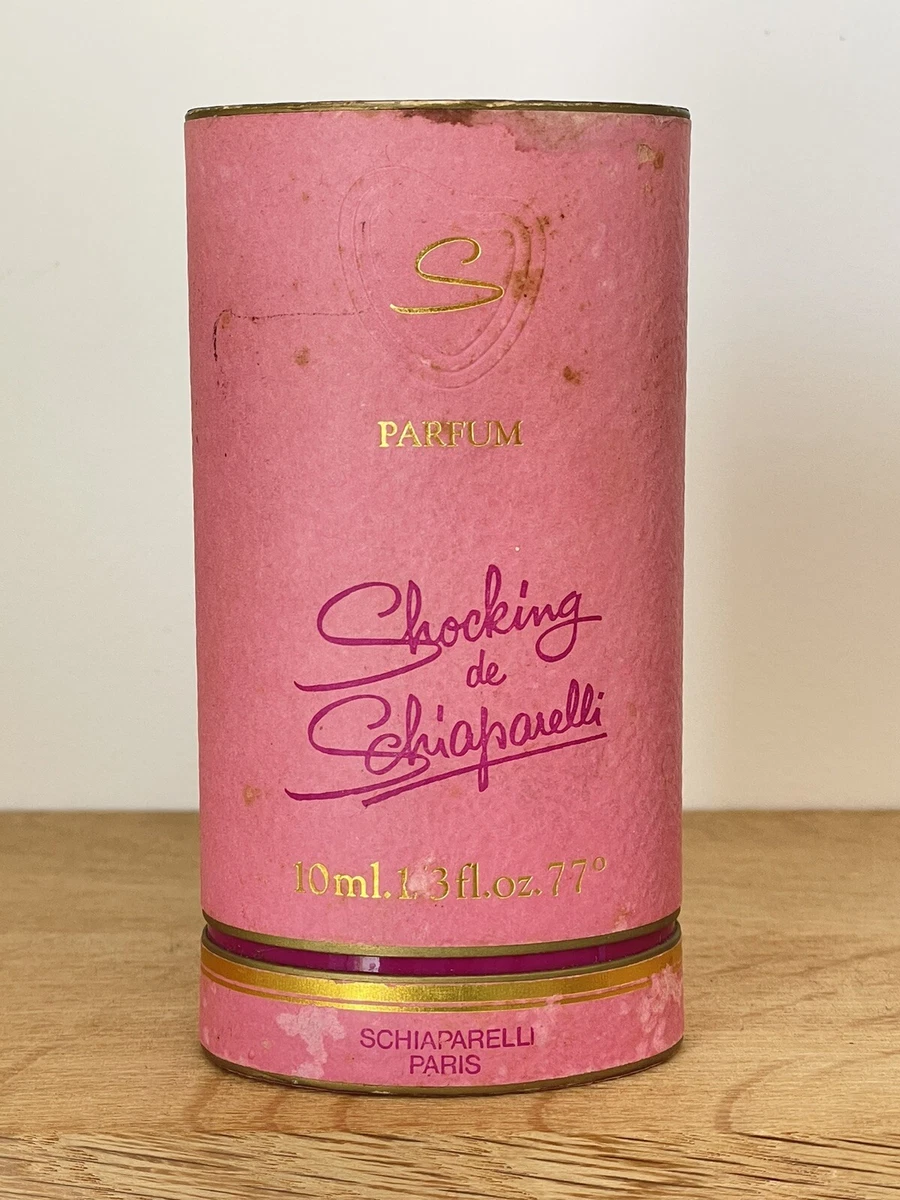 S
PARFUM
Shocking
de
Schiaparelli
10ml.1/3fl.oz.77°
SCHIAPARELLI
PARIS